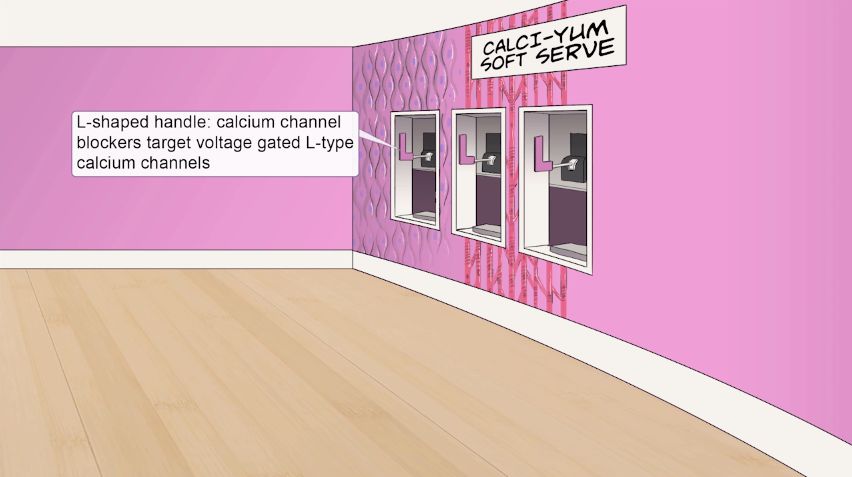 CALCI-YUM
SOFT SERVE
L-shaped handle: calcium channel
blockers target voltage gated L-type
calcium channels